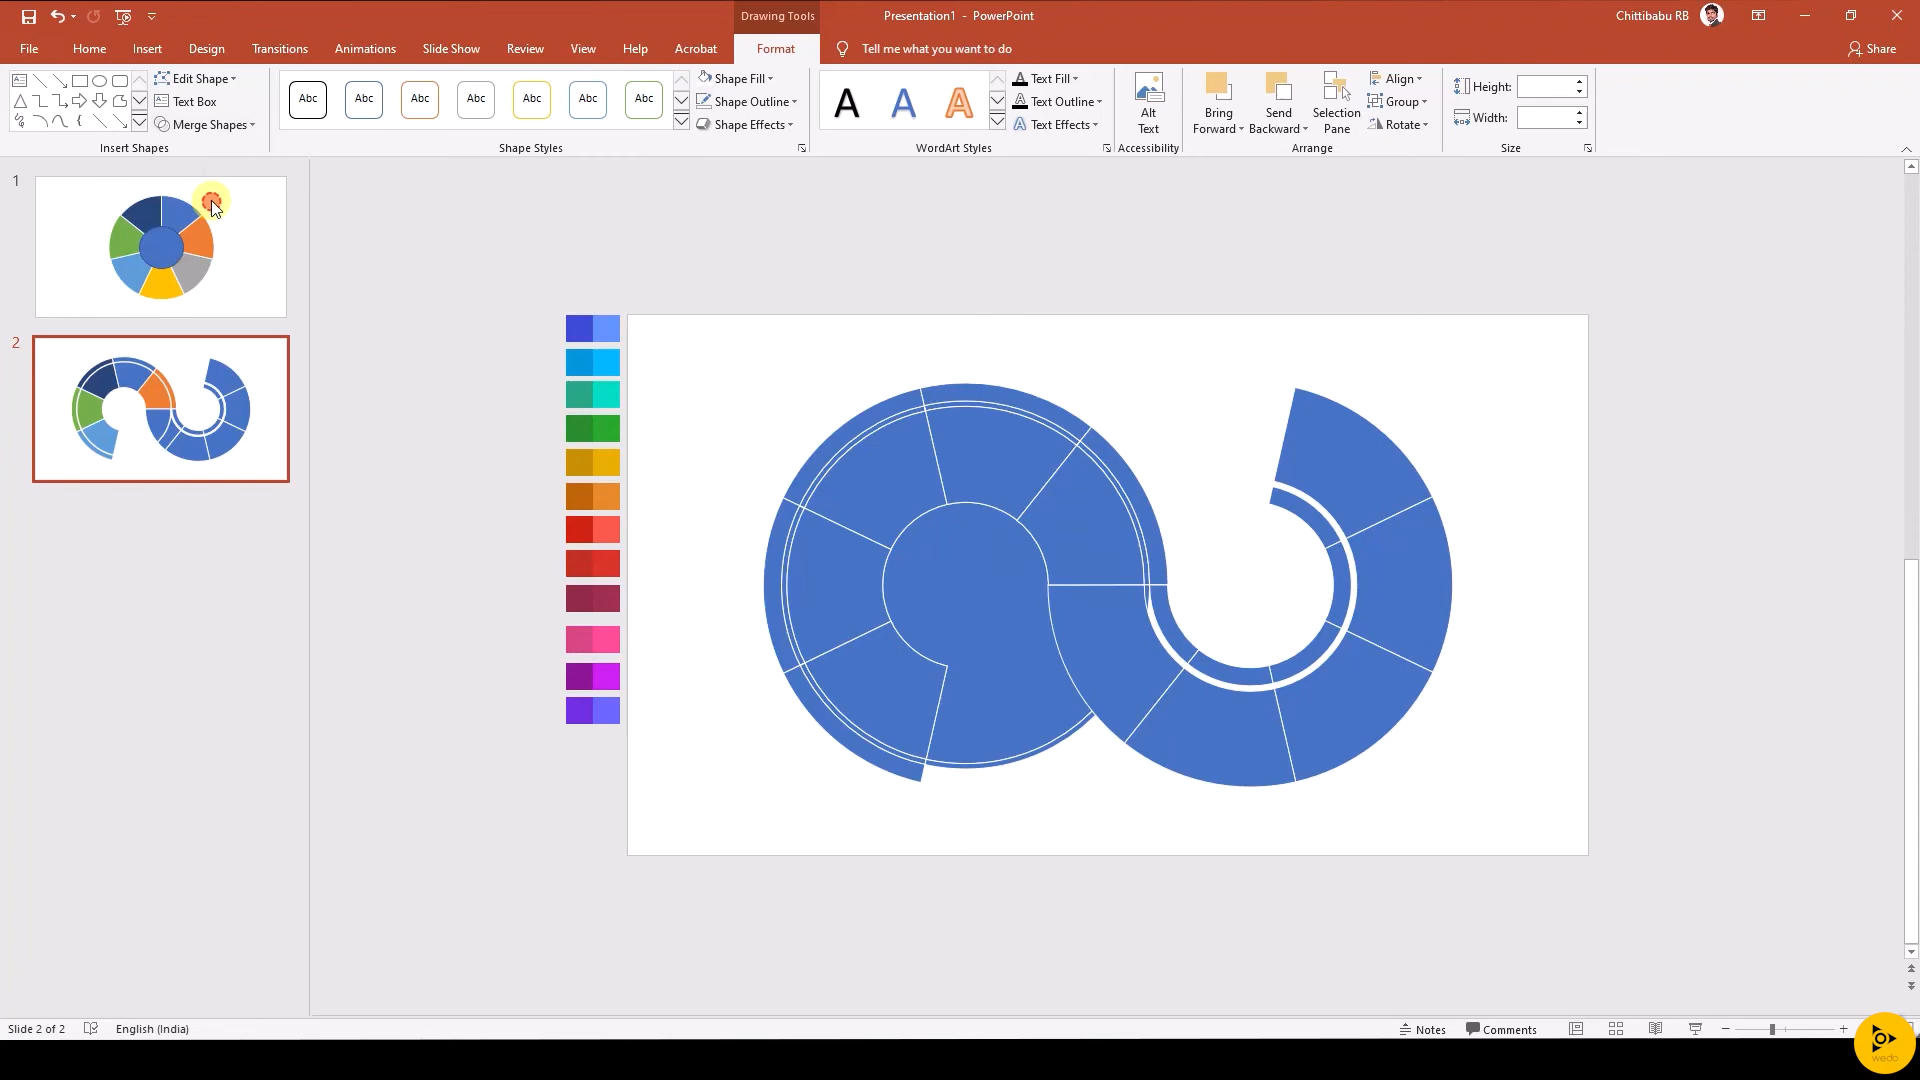 Drawing Tools
Presentation1 - PowerPoint
Chittibabu RB
File Home Insert Design Transitions Animations Slide Show Review View Help Acrobat Format Tell me what you want to do Share
Edit Shape
Text Box
Merge Shapes
Insert Shapes
Abc Abc Abc Abc Abc Abc Abc
Shape Fill
Shape Outline
Shape Effects
Shape Styles
A A A
Text Fill
Text Outline
Text Effects
WordArt Styles
Alt
Text
Accessibility
Bring
Forward
Send
Backward
Selection
Pane
Align
Group
Rotate
Arrange
Height:
Width:
Size
1
2
Slide 2 of 2
English (India)
Notes
Comments
wedo